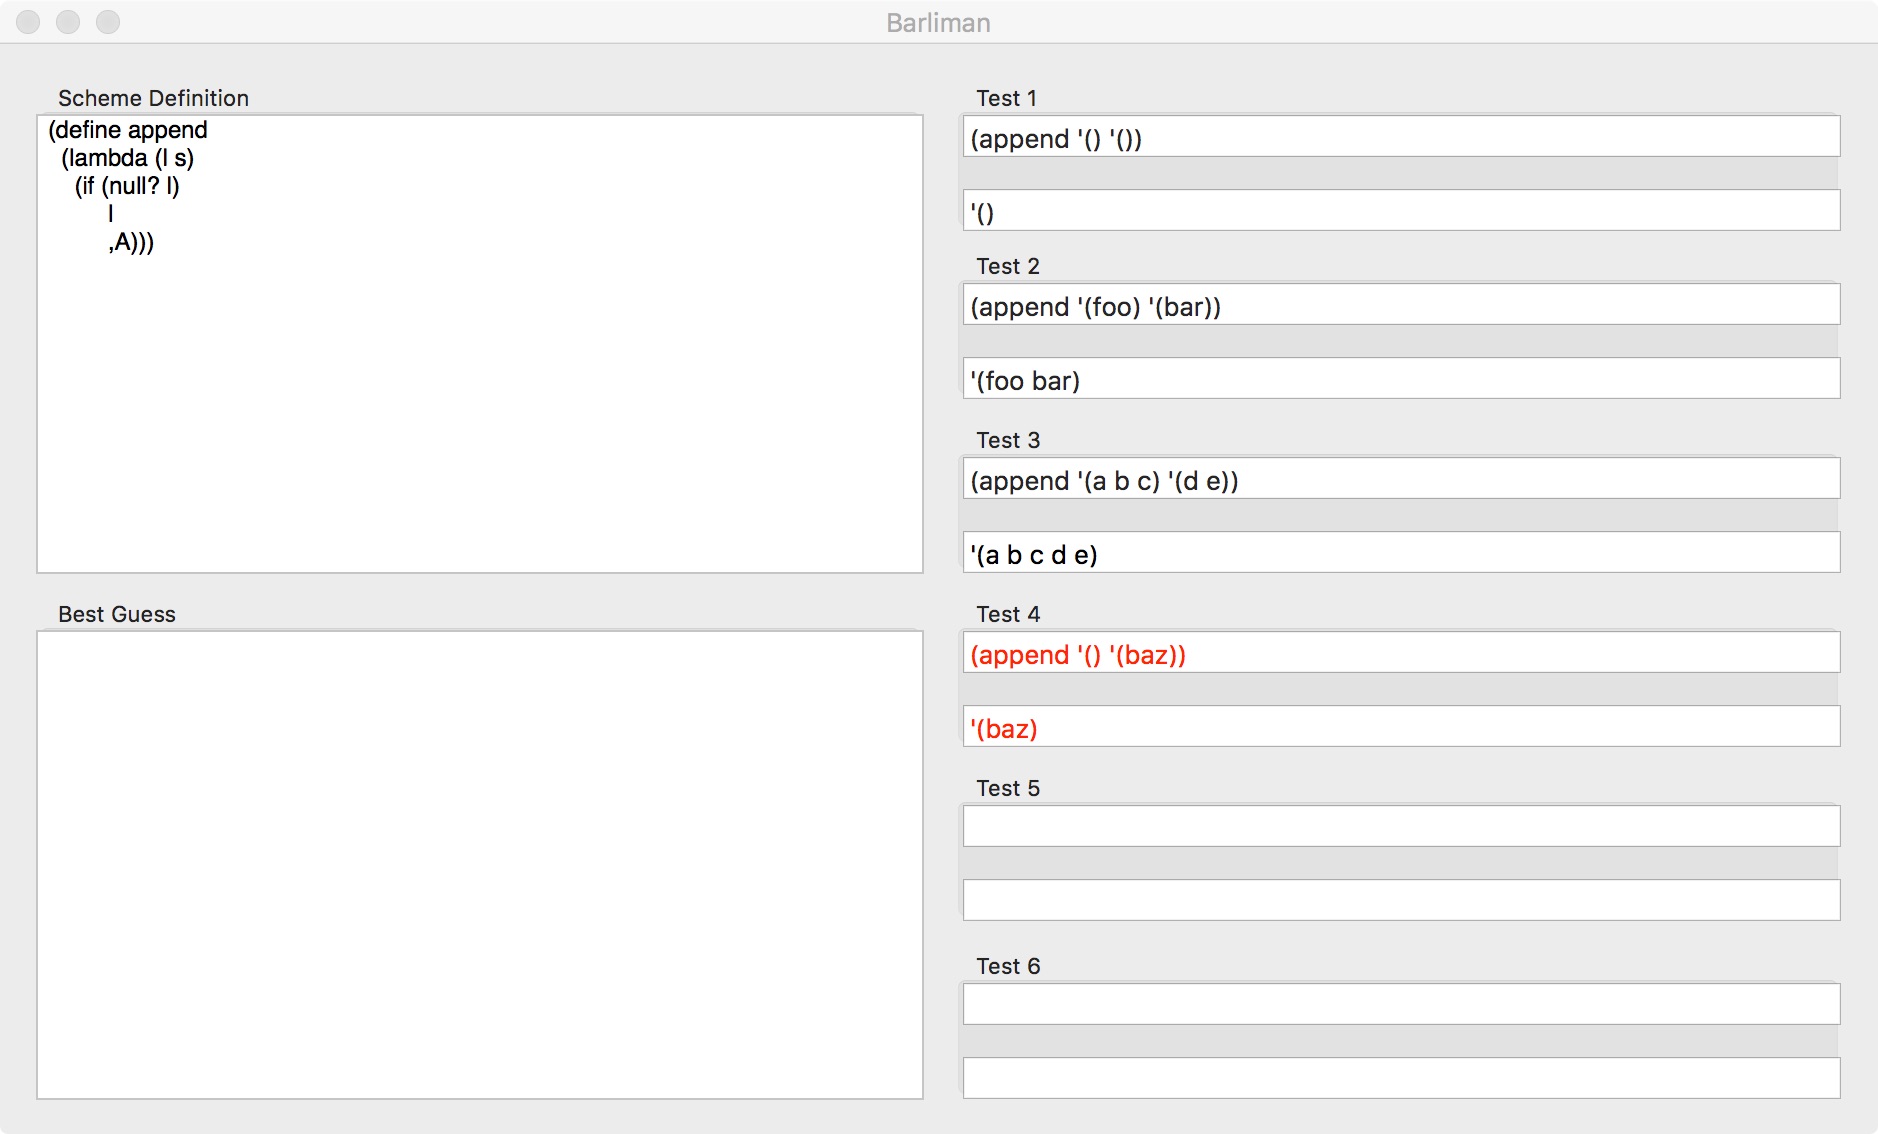 Barliman
Scheme Definition
(define append
(lambda (l s)
(if (null? l)
l
,A)))
Best Guess
Test 1
(append '() '())
'()
Test 2
(append '(foo) '(bar))
'(foo bar)
Test 3
(append '(a b c) '(d e))
'(a b c d e)
Test 4
(append '() '(baz))
'(baz)
Test 5
Test 6